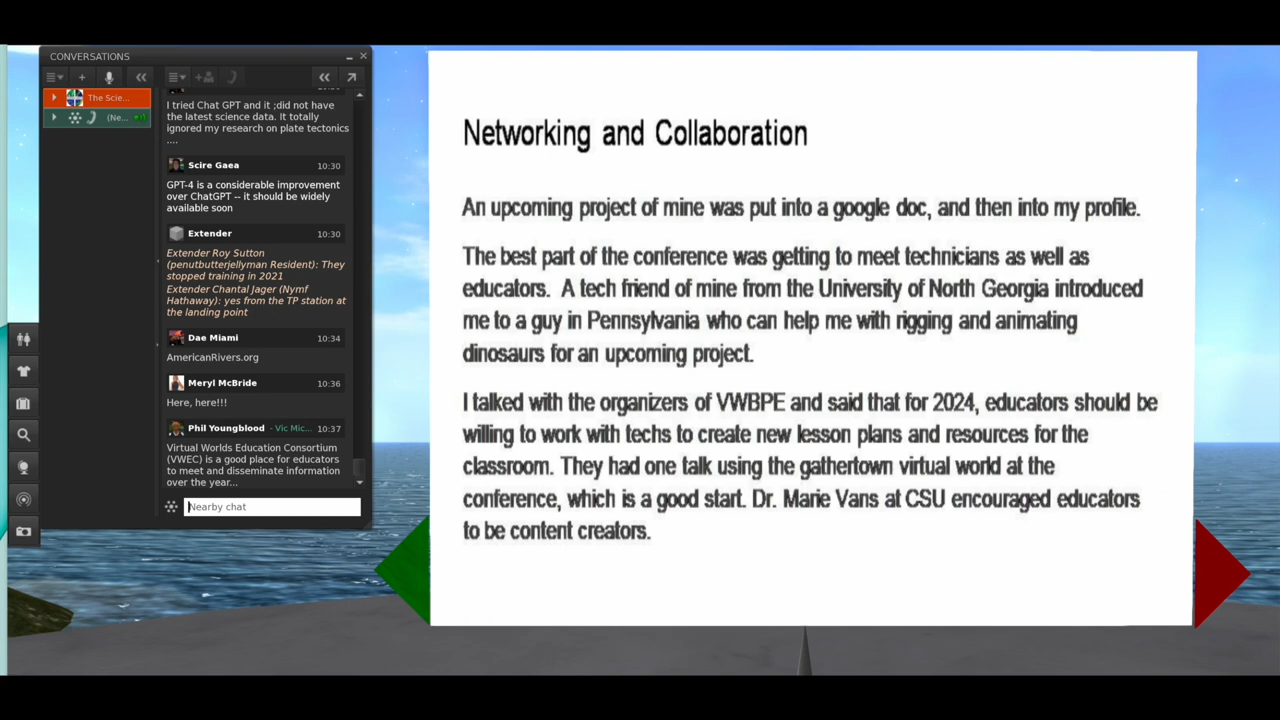 CONVERSATIONS
The Scie...
(Ne...
I tried Chat GPT and it ;did not have
the latest science data. It totally
ignored my research on plate tectonics
....
Scire Gaea 10:30
GPT-4 is a considerable improvement
over ChatGPT -- it should be widely
available soon
Extender 10:30
Extender Roy Sutton
(penutbutterjellyman Resident): They
stopped training in 2021
Extender Chantal Jager (Nymf
Hathaway): yes from the TP station at
the landing point
Dae Miami 10:34
AmericanRivers.org
Meryl McBride 10:36
Here, here!!!
Phil Youngblood - Vic Mic... 10:37
Virtual Worlds Education Consortium
(VWEC) is a good place for educators
to meet and disseminate information
over the year...
Nearby chat
Networking and Collaboration
An upcoming project of mine was put into a google doc, and then into my profile.
The best part of the conference was getting to meet technicians as well as
educators. A tech friend of mine from the University of North Georgia introduced
me to a guy in Pennsylvania who can help me with rigging and animating
dinosaurs for an upcoming project.
I talked with the organizers of VWBPE and said that for 2024, educators should be
willing to work with techs to create new lesson plans and resources for the
classroom. They had one talk using the gathertown virtual world at the
conference, which is a good start. Dr. Marie Vans at CSU encouraged educators
to be content creators.